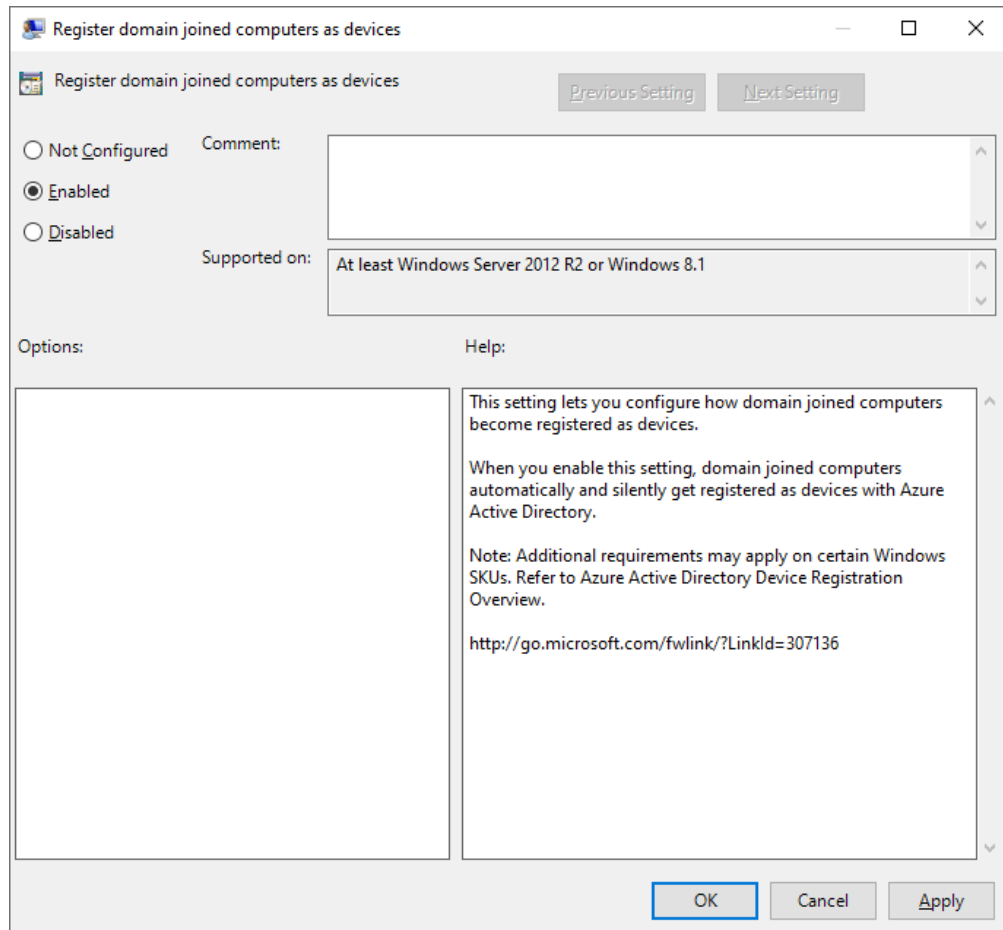 Register domain joined computers as devices
Register domain joined computers as devices
Previous Setting
Next Setting
Not Configured
Comment:
Enabled
Disabled
Supported on:
At least Windows Server 2012 R2 or Windows 8.1
Options:
Help:
This setting lets you configure how domain joined computers
become registered as devices.
When you enable this setting, domain joined computers
automatically and silently get registered as devices with Azure
Active Directory.
Note: Additional requirements may apply on certain Windows
SKUs. Refer to Azure Active Directory Device Registration
Overview.
http://go.microsoft.com/fwlink/?LinkId=307136
OK
Cancel
Apply